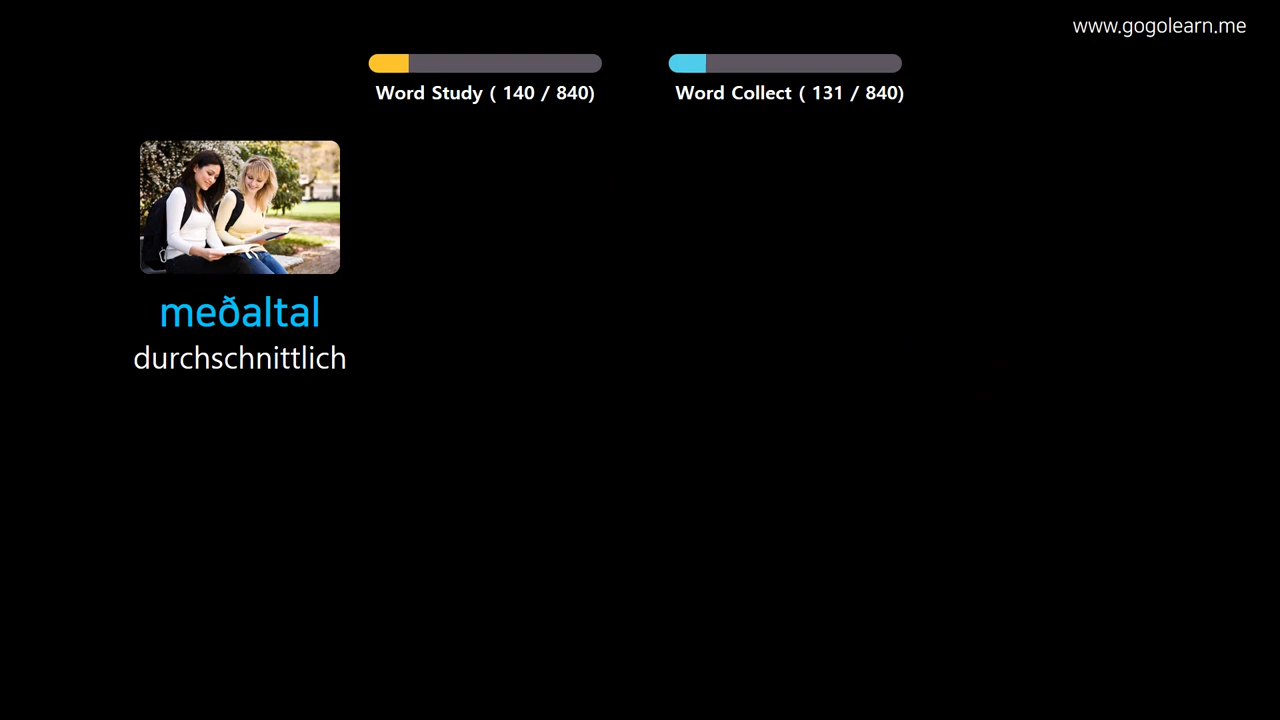 www.gogolearn.me
Word Study ( 140 / 840)
Word Collect ( 131 / 840)
meðaltal
durchschnittlich